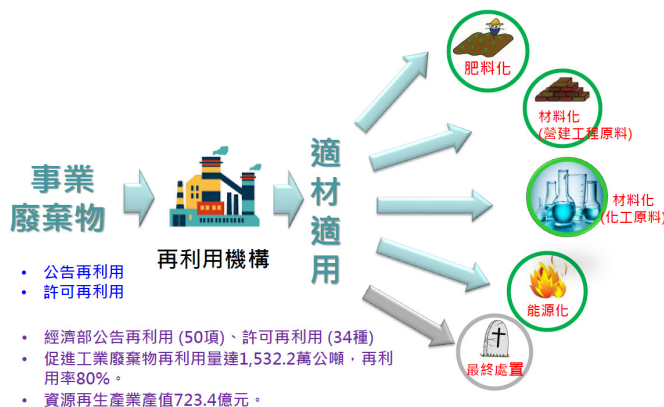 事業
廢棄物
• 公告再利用
• 許可再利用
再利用機構
適材適用
肥料化
材料化
(營建工程原料)
材料化
(化工原料)
能源化
最終處置
• 經濟部公告再利用 (50項)、許可再利用 (34種)
• 促進工業廢棄物再利用量達1,532.2萬公噸，再利
用率80%。
• 資源再生產業產值723.4億元。